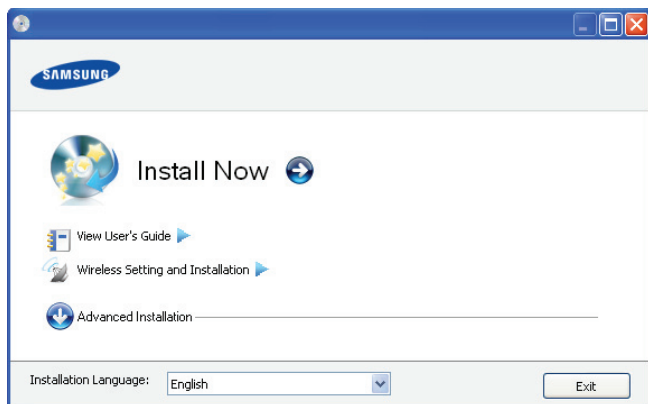 SAMSUNG
Install Now
View User's Guide
Wireless Setting and Installation
Advanced Installation
Installation Language: English
Exit